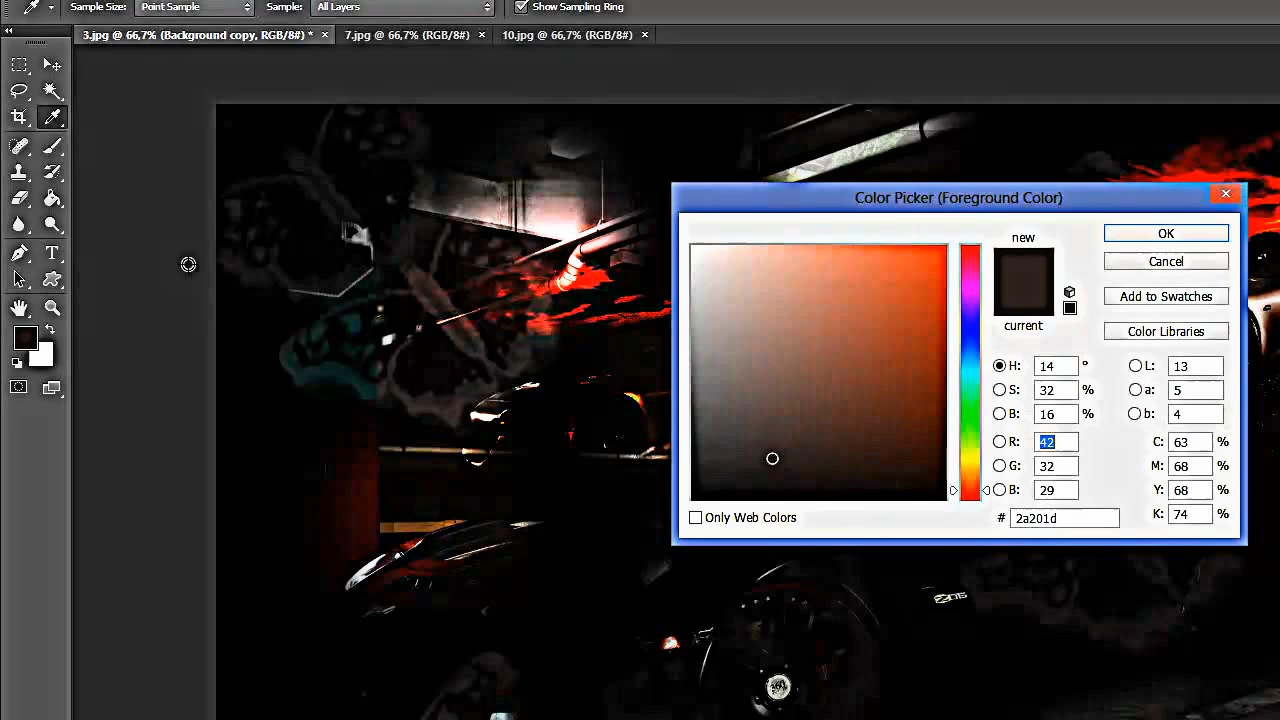 Sample Size: Point Sample Sample: All Layers Show Sampling Ring
3.jpg @ 66,7% (Background copy, RGB/8#) * × 7.jpg @ 66,7% (RGB/8#) × 10.jpg @ 66,7% (RGB/8#) ×
Color Picker (Foreground Color)
new
current
OK
Cancel
Add to Swatches
Color Libraries
H: 14 °
S: 32 %
B: 16 %
R: 42
G: 32
B: 29
L: 13
a: 5
b: 4
C: 63 %
M: 68 %
Y: 68 %
K: 74 %
Only Web Colors
# 2a201d
T